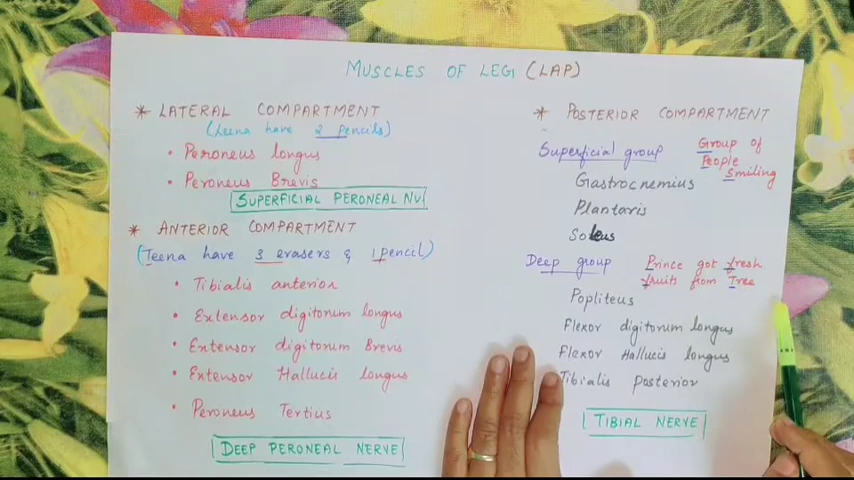 MUSCLES OF LEG (LAP)
* LATERAL COMPARTMENT
(Leena have 2 pencils)
• Peroneus longus
• Peroneus Brevis
SUPERFICIAL PERONEAL NV
* ANTERIOR COMPARTMENT
(Teena have 3 erasers & 1 pencil)
• Tibialis anterior
• Extensor digitorum longus
• Extensor digitorum Brevis
• Extensor Hallucis longus
• Peroneus Tertius
DEEP PERONEAL NERVE
* POSTERIOR COMPARTMENT
Superficial group
Group of
People
Smiling
Gastrocnemius
Plantaris
Soleus
Deep group
Prince got fresh
fruits from Tree
Popliteus
Flexor digitorum longus
Flexor Hallucis longus
Tibialis posterior
TIBIAL NERVE